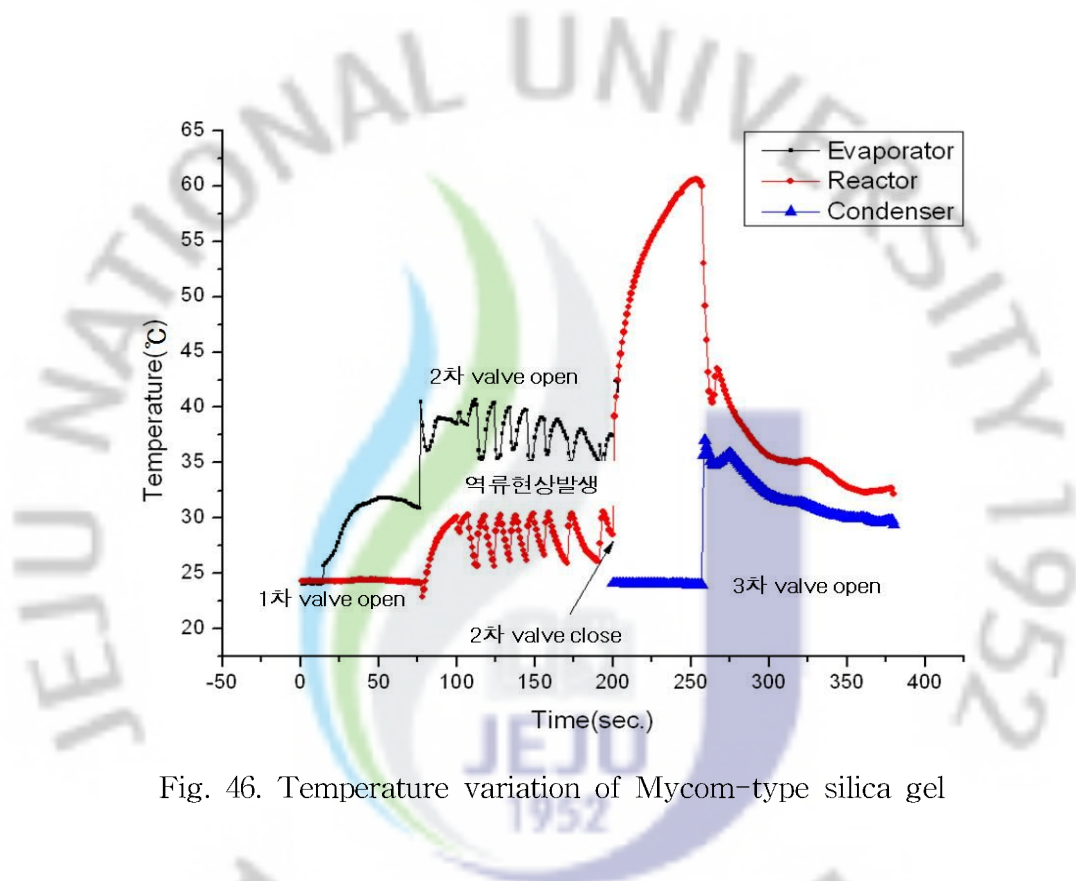 JEJU NATIONAL UNIVERSITY 1952
65
60
55
50
45
40
35
30
25
20
Temperature(℃)
Evaporator
Reactor
Condenser
2차 valve open
역류현상발생
1차 valve open
3차 valve open
2차 valve close
-50 0 50 100 150 200 250 300 350 400
Time(sec.)
JEJU
1952
Fig. 46. Temperature variation of Mycom-type silica gel